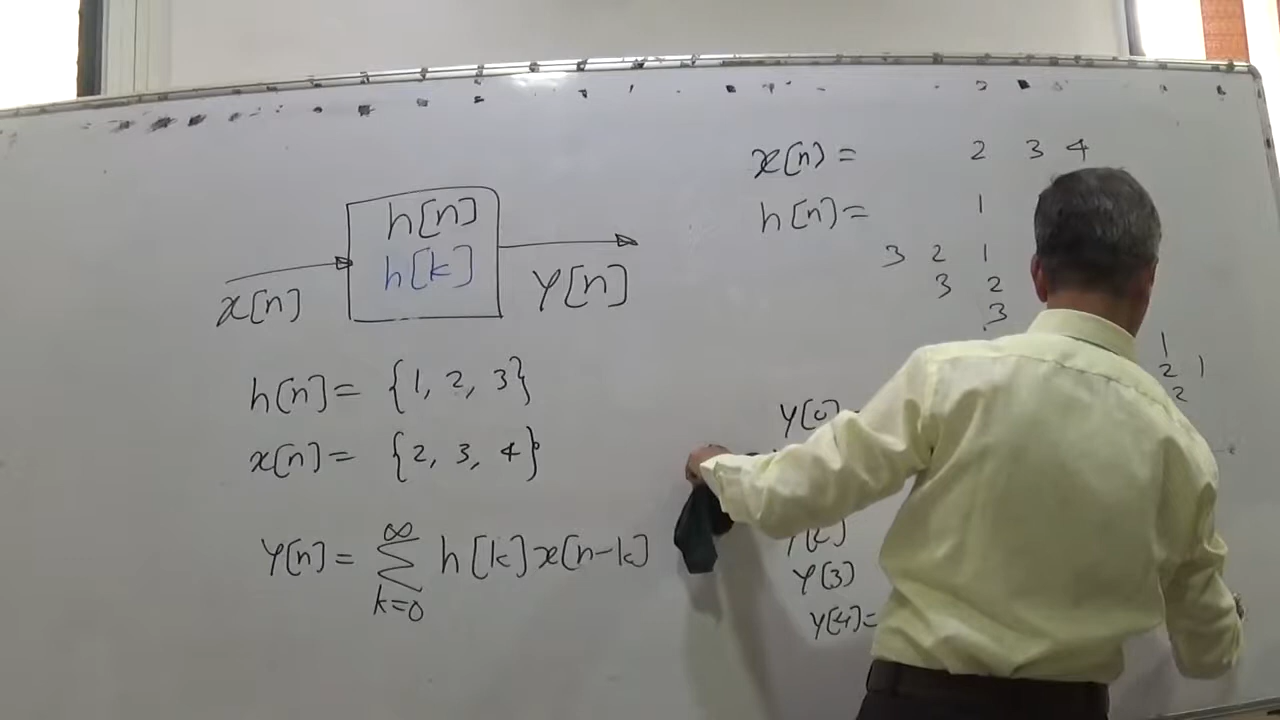 h[n]
h[k]
x[n]
Y[n]
h[n]= {1, 2, 3}
x[n]= {2, 3, 4}
Y[n]= ∞ Σ k=0 h[k]x[n-k]
x[n]= 2 3 4
h[n]= 1
3 2 1
3 2
3
1
2 1
2
Y[0]
Y(3)
Y[4]=